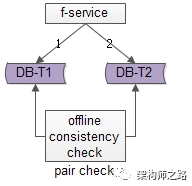 f-service
1
2
DB-T1
DB-T2
offline
consistency
check
pair check
架构师之路